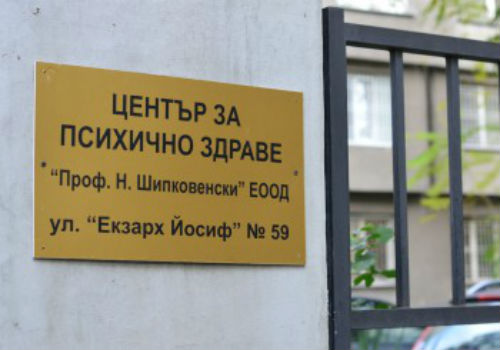 ЦЕНТЪР ЗА
ПСИХИЧНО ЗДРАВЕ
"Проф. Н. Шипковенски" ЕООД
ул. "Екзарх Йосиф" № 59